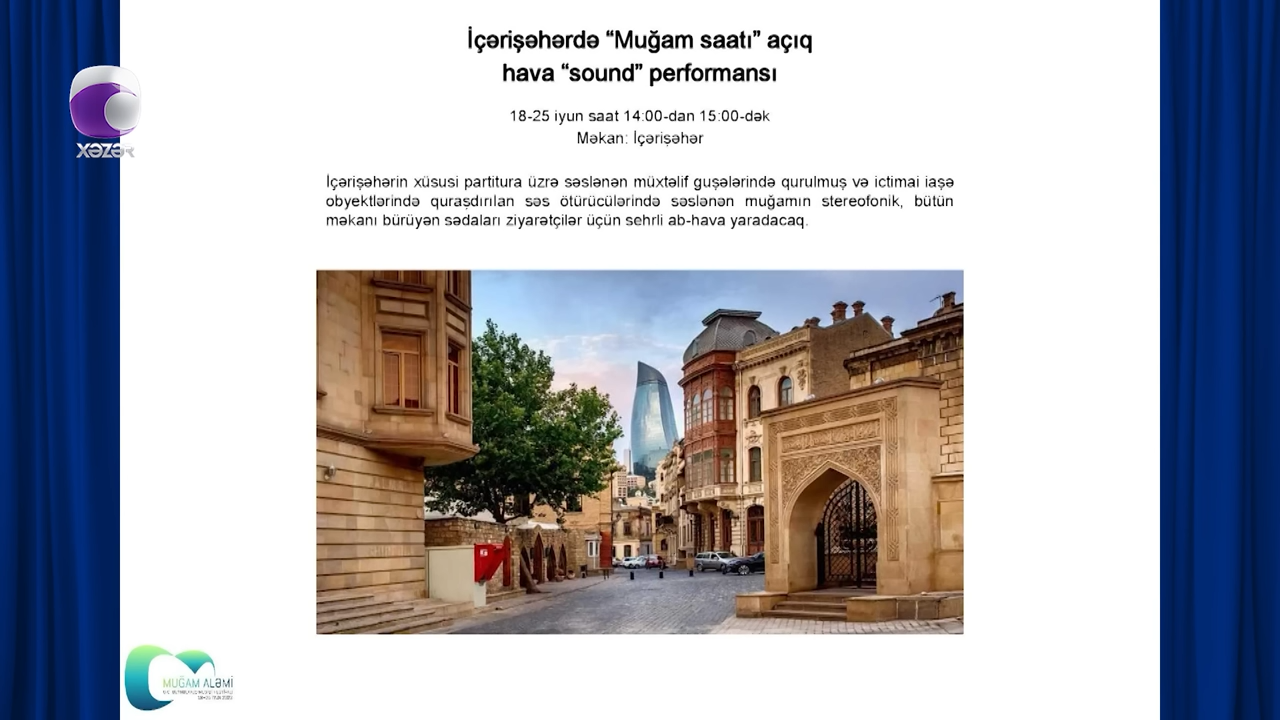 İçərişəhərdə “Muğam saatı” açıq
hava “sound” performansı
18-25 iyun saat 14:00-dan 15:00-dək
Məkan: İçərişəhər
XƏZƏR
İçərişəhərin xüsusi partitura üzrə səslənən müxtəlif guşələrində qurulmuş və ictimai iaşə
obyektlərində quraşdırılan səs ötürücülərində səslənən muğamın stereofonik, bütün
məkanı bürüyən sədaları ziyarətçilər üçün sehrli ab-hava yaradacaq.
MUĞAM ALƏMİ